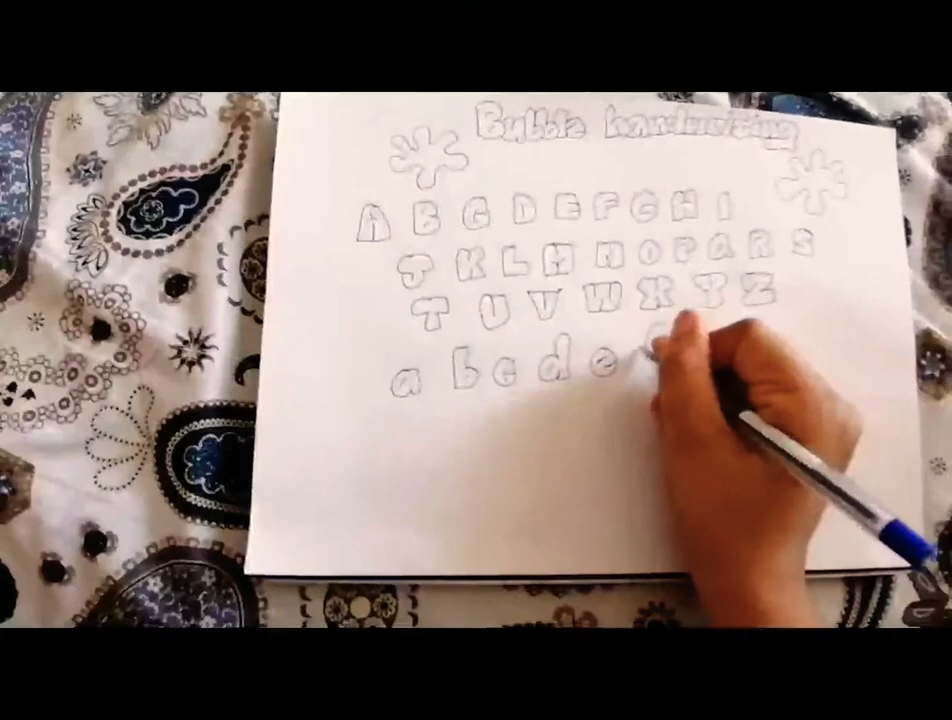 Bubble handwriting
A B C D E F G H I
J K L M N O P Q R S
T U V W X Y Z
a b c d e